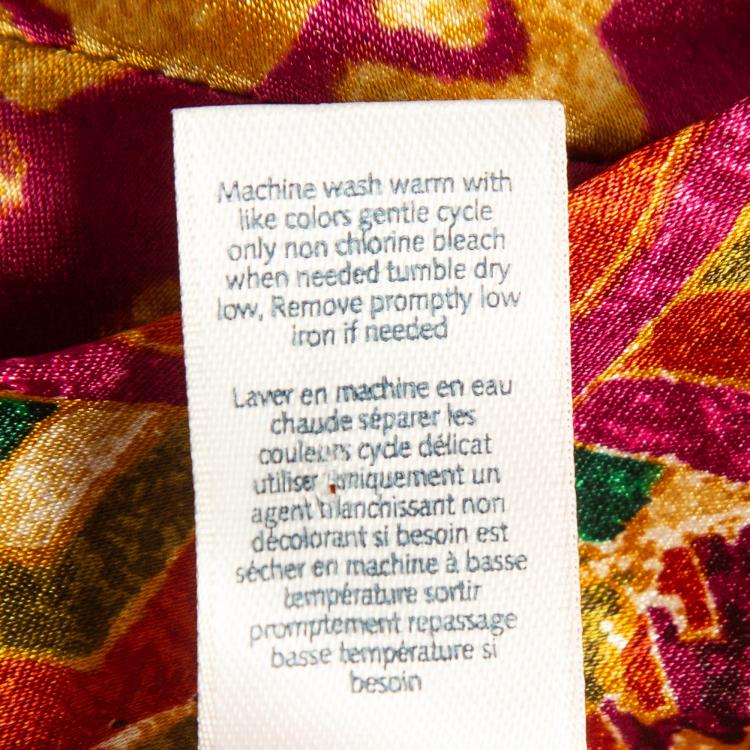 Machine wash warm with
like colors gentle cycle
only non chlorine bleach
when needed tumble dry
low, Remove promptly low
iron if needed
Laver en machine en eau
chaude séparer les
couleurs cycle délicat
utiliser uniquement un
agent blanchissant non
décolorant si besoin est
sécher en machine à basse
température sortir
promptement repassage
basse température si
besoin